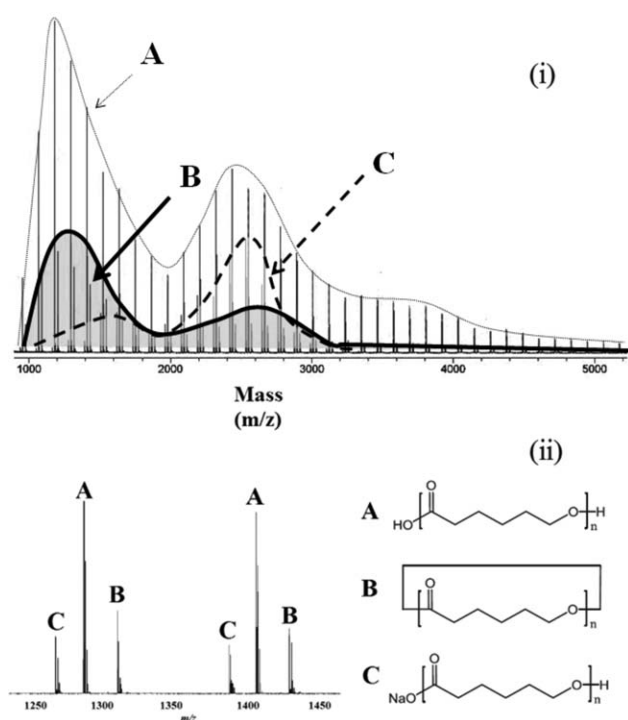 (i)
A
B
C
1000 2000 3000 4000 5000
Mass
(m/z)
(ii)
A A
B B
C C
1250 1300 1350 1400 1450
m/z
A
O
HO [ O ] H
n
B
O
[ O ]
n
C
O
NaO [ O ] H
n